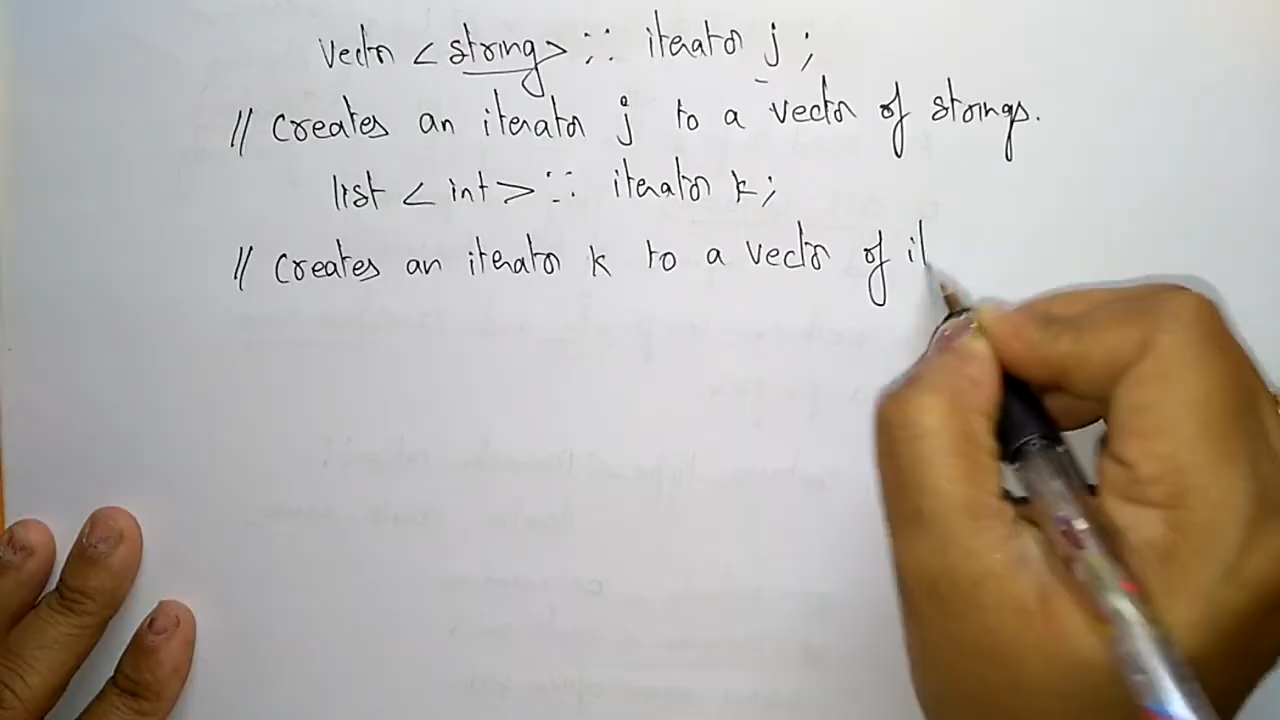 vector <string> :: iterator j ;
// creates an iterator j to a vector of strings.
list <int> :: iterator k;
// creates an iterator k to a vector of